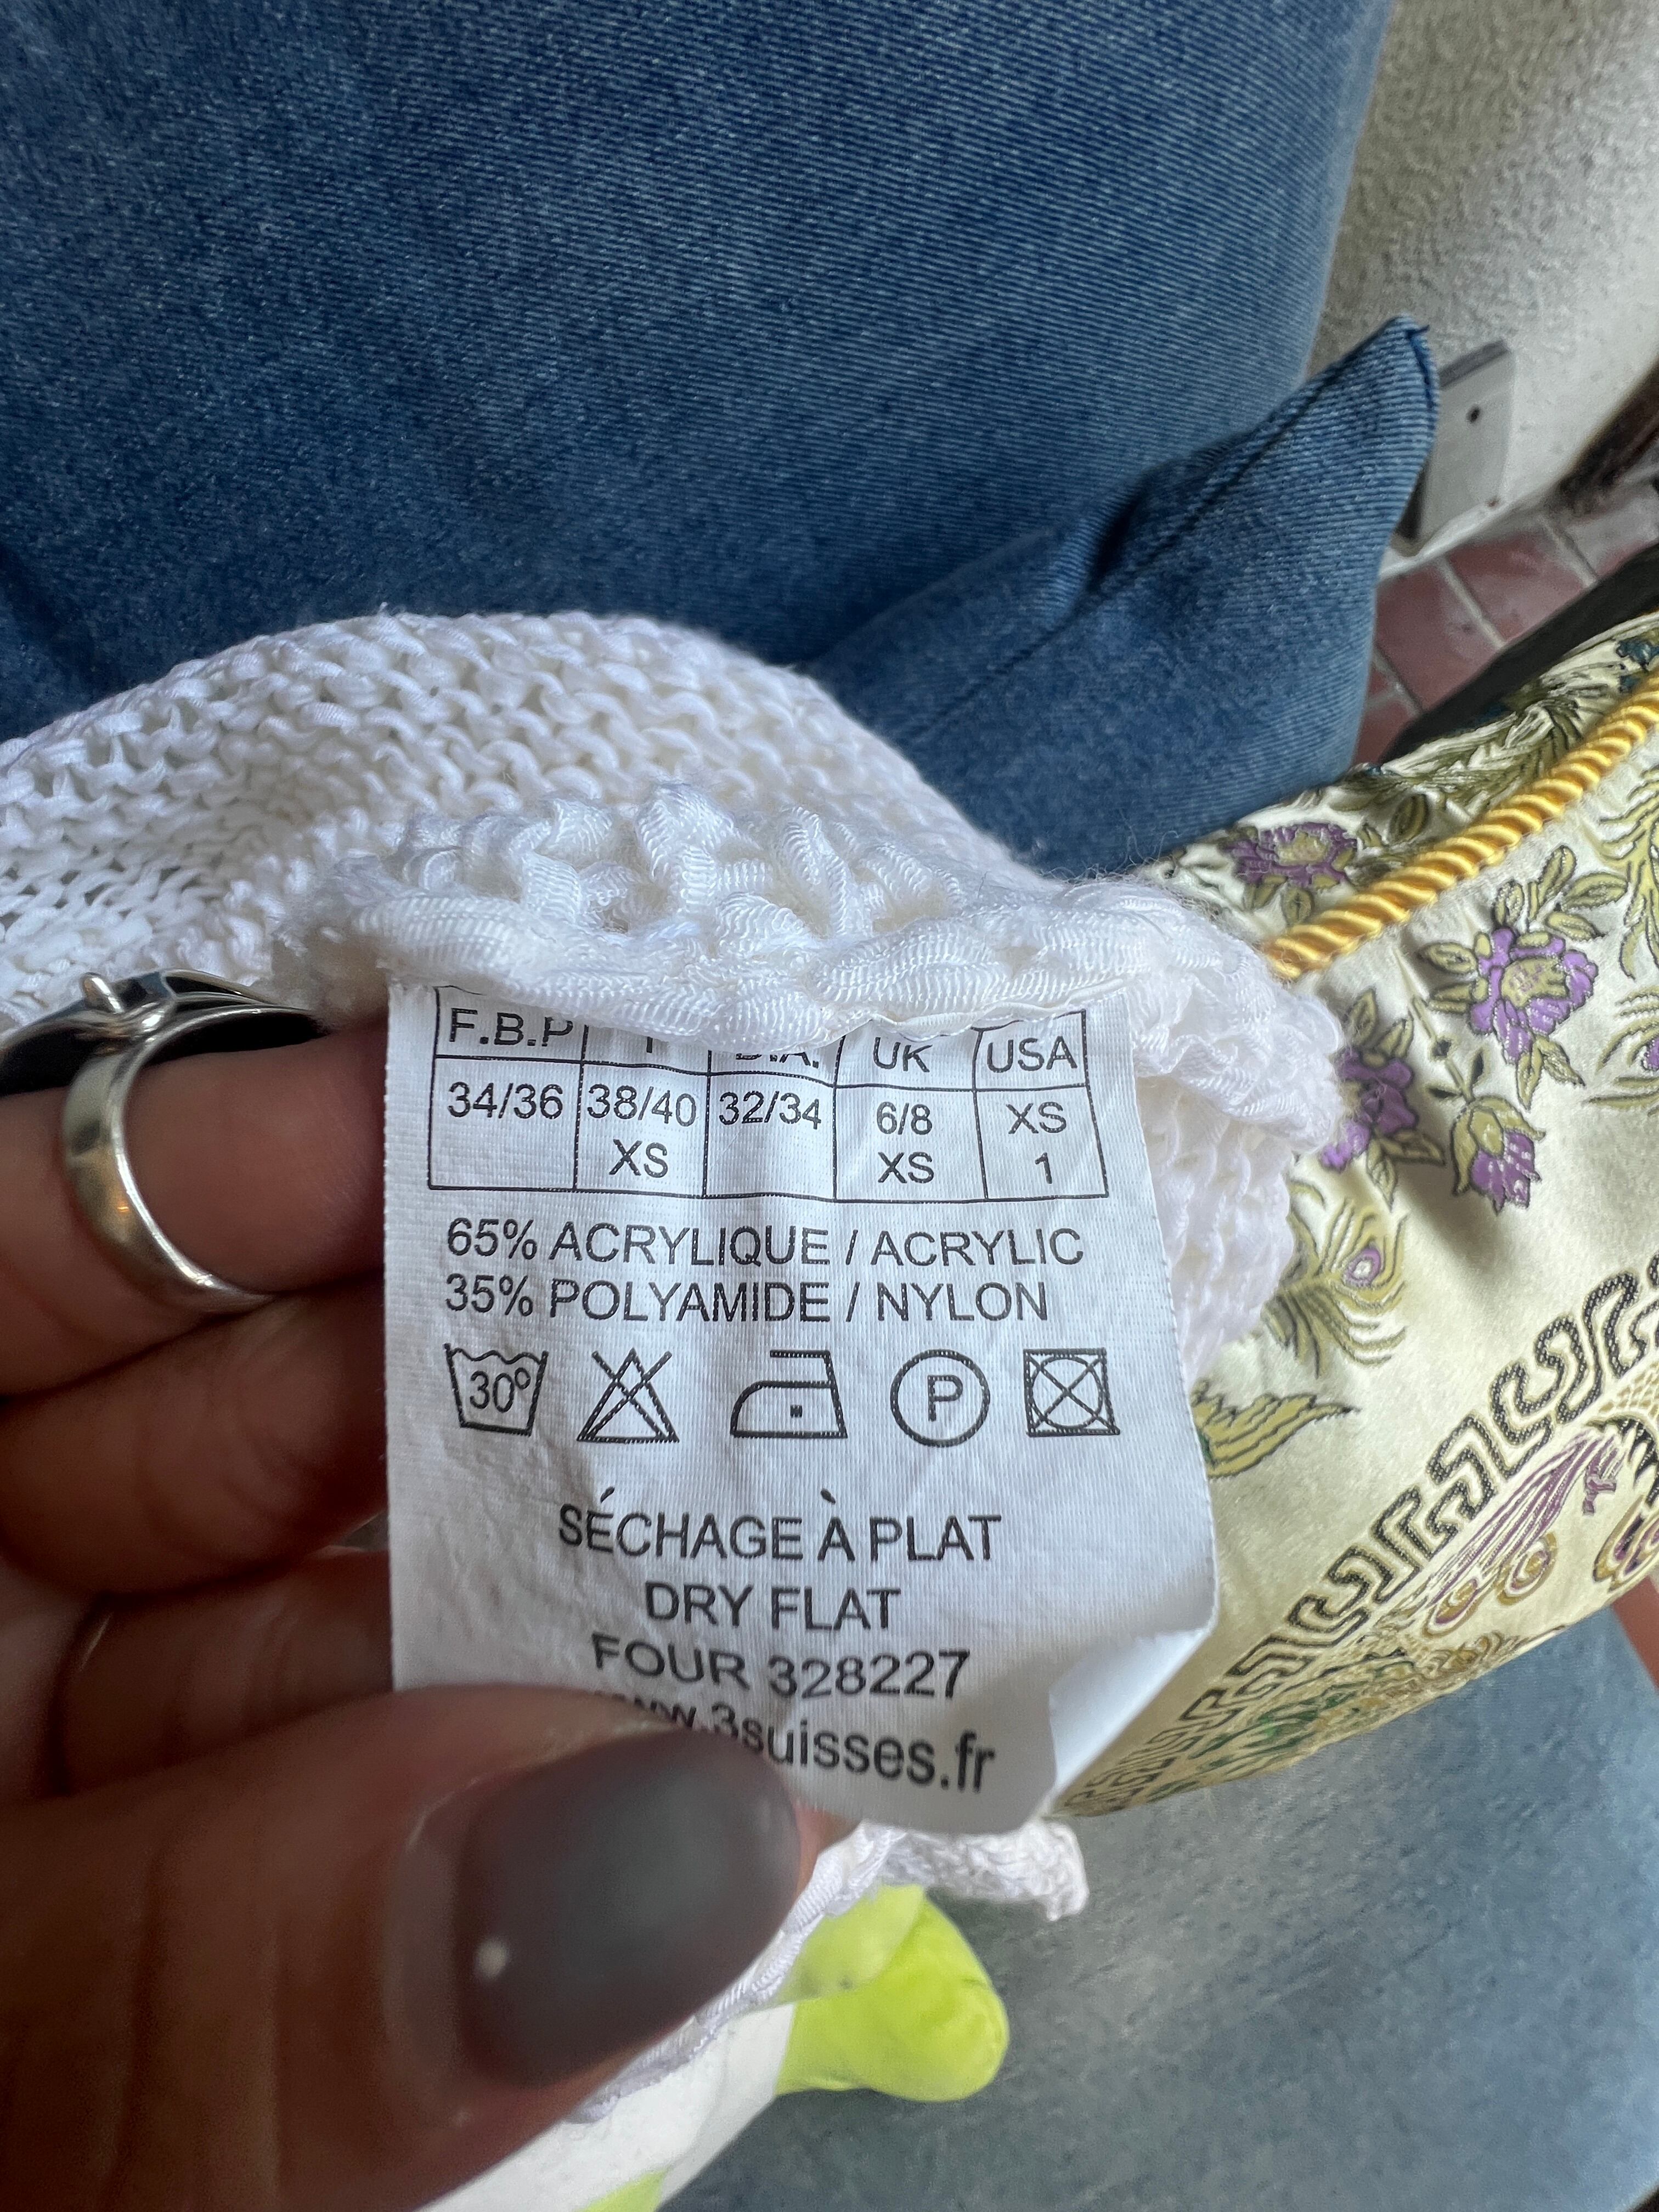 F.B.P UK USA
34/36 38/40 32/34 6/8 XS
XS XS 1
65% ACRYLIQUE / ACRYLIC
35% POLYAMIDE / NYLON
30° P
SÉCHAGE À PLAT
DRY FLAT
FOUR 328227
www.3suisses.fr